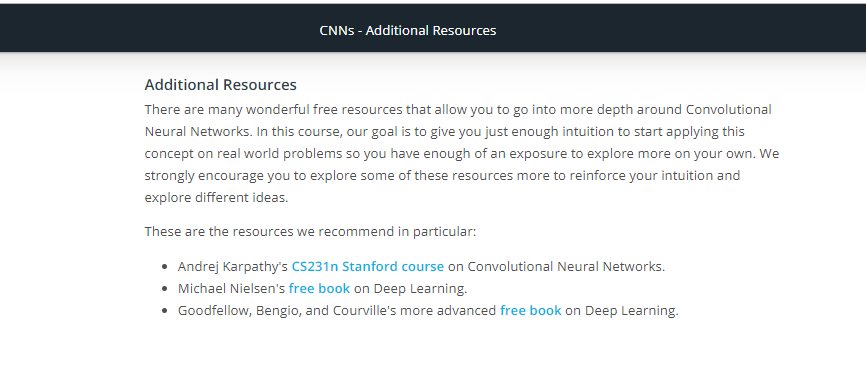 CNNs - Additional Resources
Additional Resources
There are many wonderful free resources that allow you to go into more depth around Convolutional
Neural Networks. In this course, our goal is to give you just enough intuition to start applying this
concept on real world problems so you have enough of an exposure to explore more on your own. We
strongly encourage you to explore some of these resources more to reinforce your intuition and
explore different ideas.
These are the resources we recommend in particular:
• Andrej Karpathy's CS231n Stanford course on Convolutional Neural Networks.
• Michael Nielsen's free book on Deep Learning.
• Goodfellow, Bengio, and Courville's more advanced free book on Deep Learning.